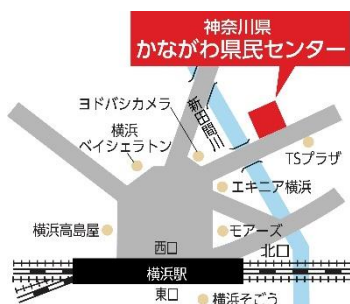 神奈川県
かながわ県民センター
ヨドバシカメラ
新田間川
横浜
ベイシェラトン
TSプラザ
エキニア横浜
横浜高島屋
モアーズ
西口
北口
横浜駅
東口
横浜そごう